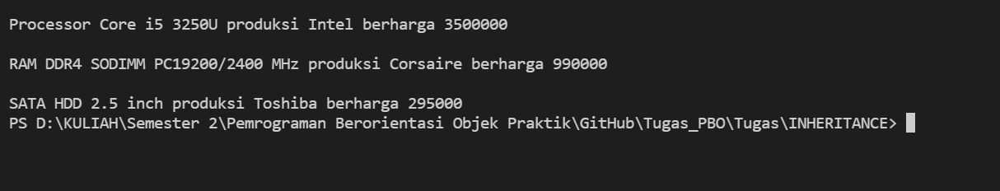 Processor Core i5 3250U produksi Intel berharga 3500000
RAM DDR4 SODIMM PC19200/2400 MHz produksi Corsaire berharga 990000
SATA HDD 2.5 inch produksi Toshiba berharga 295000
PS D:\KULIAH\Semester 2\Pemrograman Berorientasi Objek Praktik\GitHub\Tugas_PBO\Tugas\INHERITANCE>